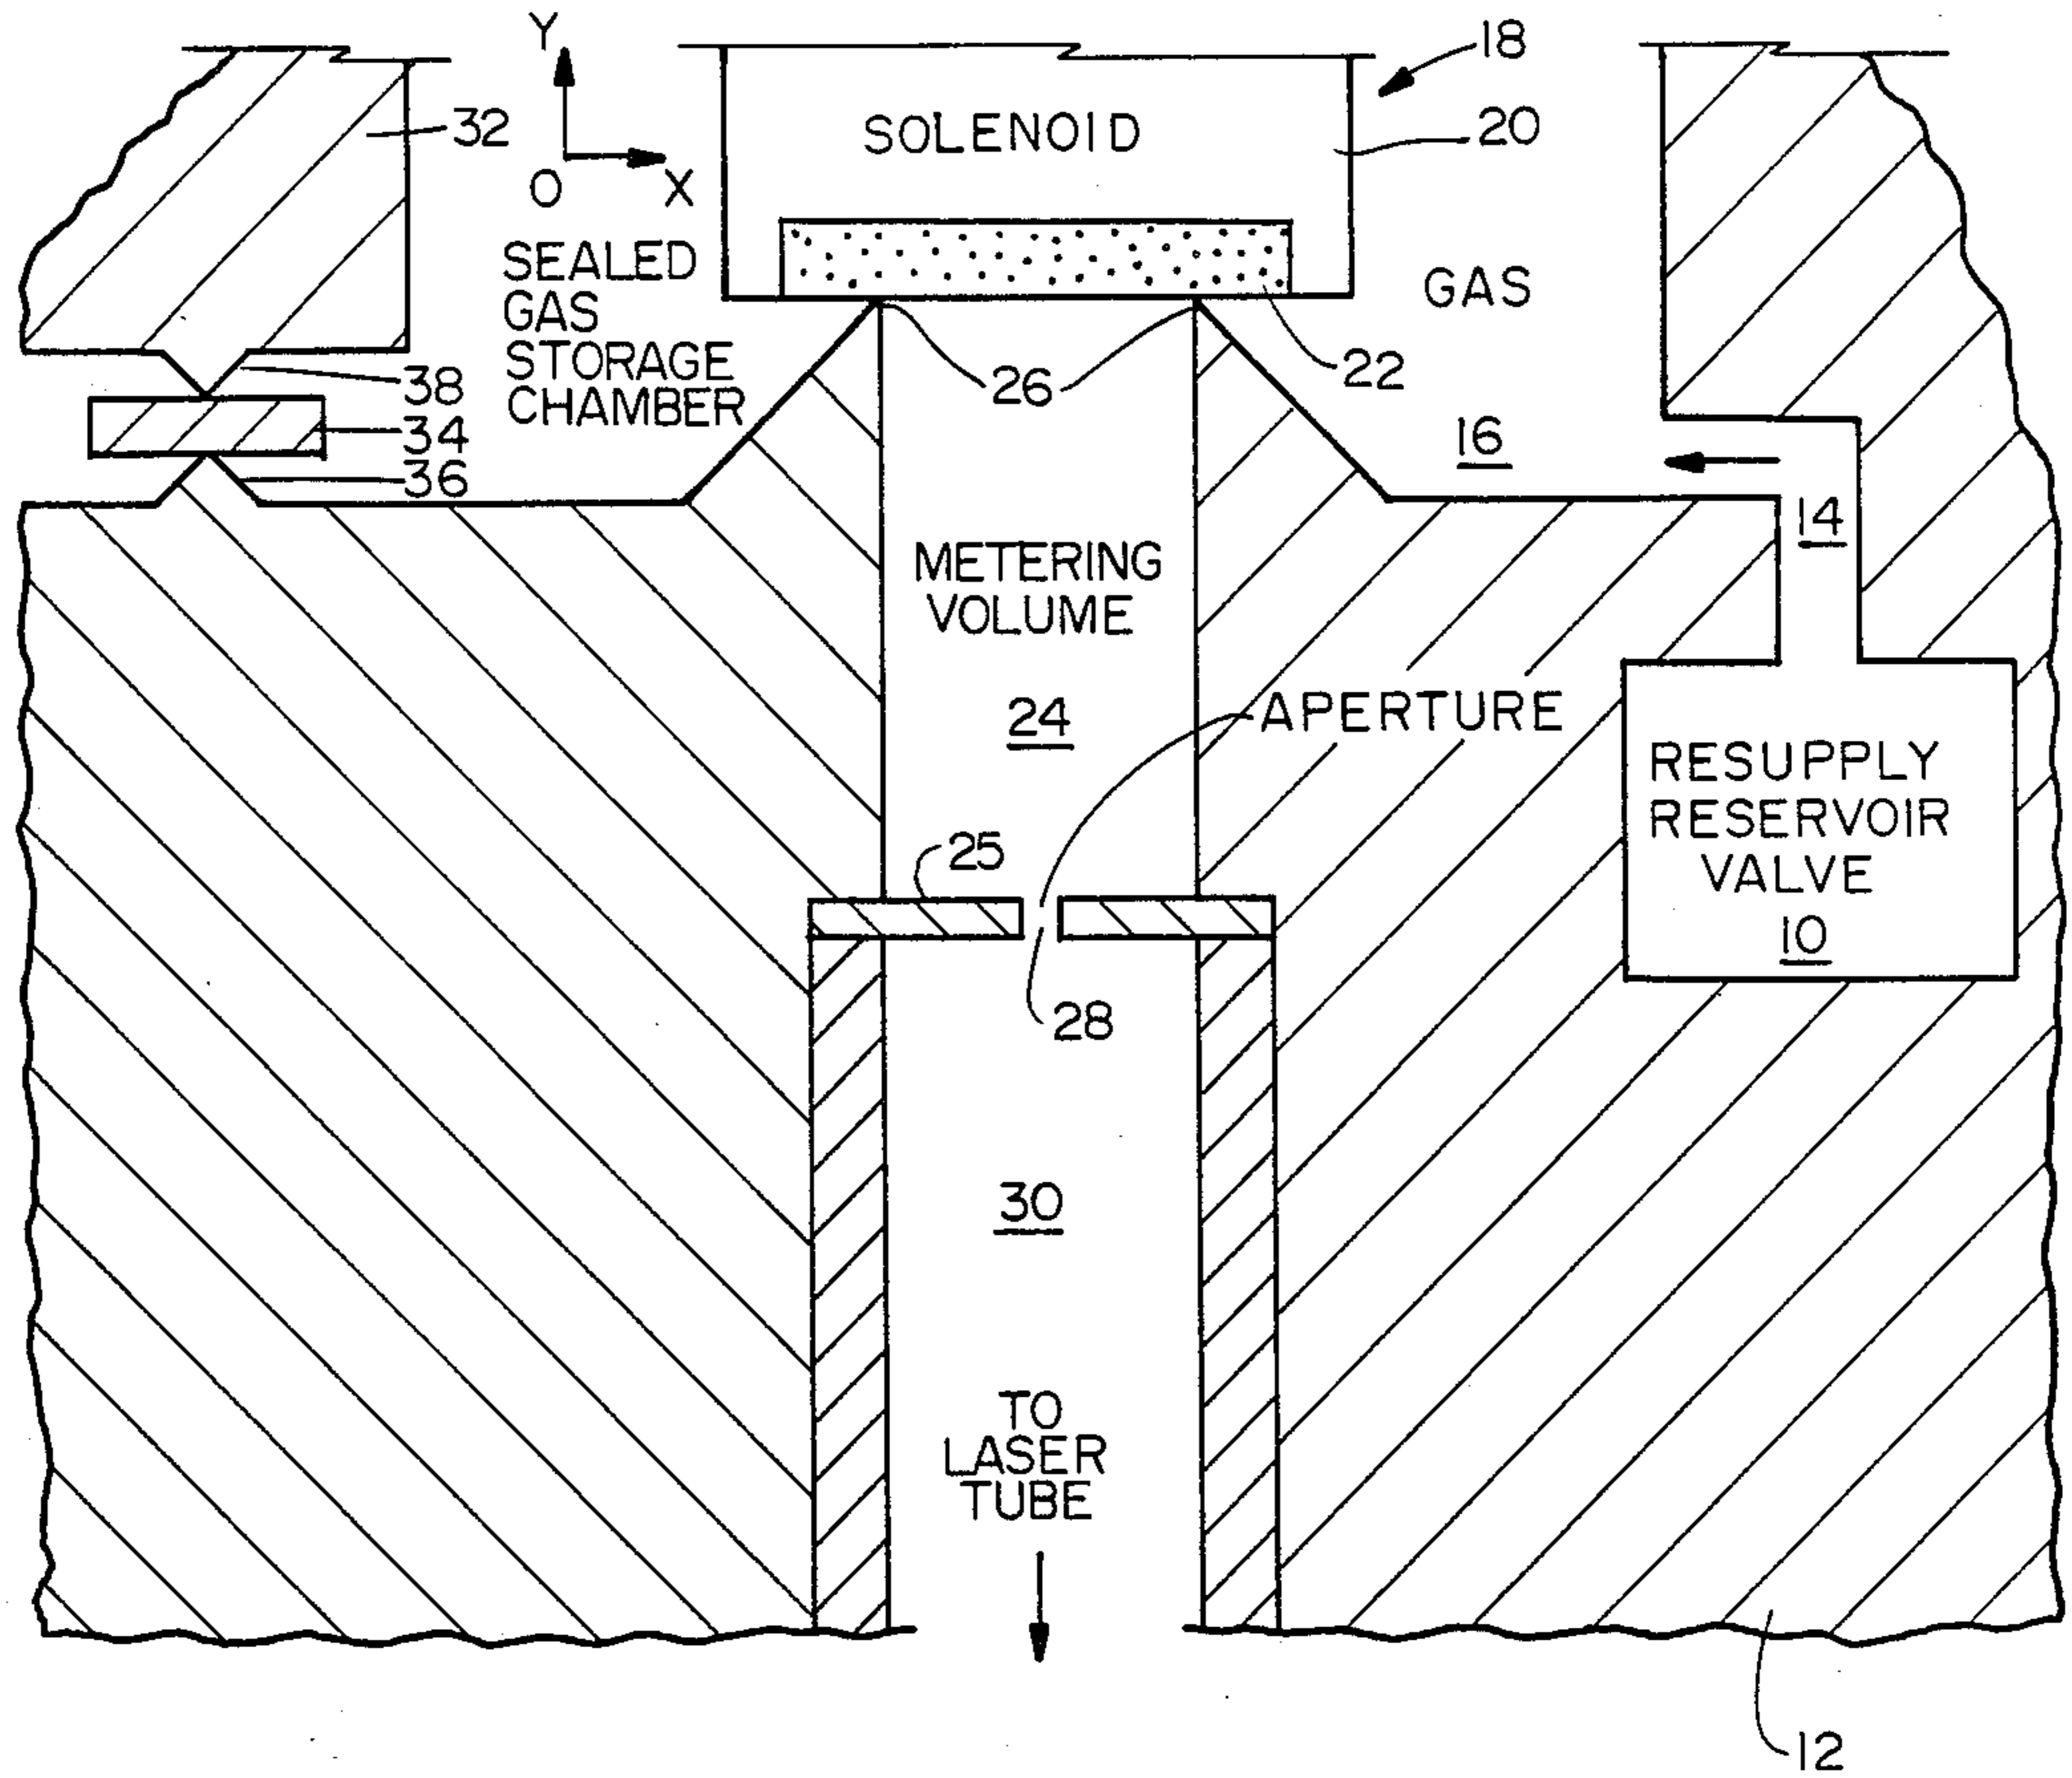 Y
18
SOLENOID
20
32
O
X
SEALED
GAS
STORAGE
CHAMBER
GAS
22
26
38
34
36
16
14
METERING
VOLUME
24
APERTURE
RESUPPLY
RESERVOIR
VALVE
10
25
28
30
TO
LASER
TUBE
12